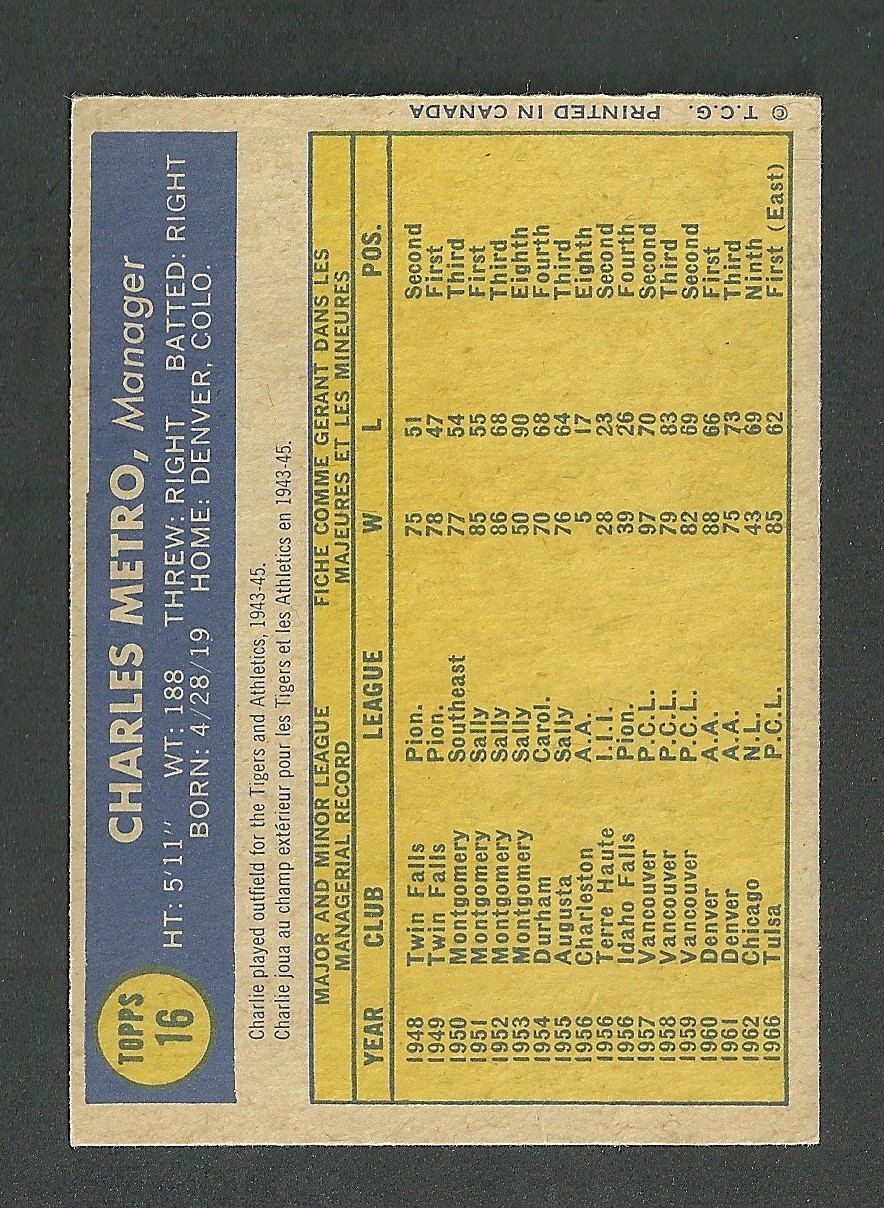 TOPPS
16
CHARLES METRO, Manager
HT: 5'11" WT: 188 THREW: RIGHT BATTED: RIGHT
BORN: 4/28/19 HOME: DENVER, COLO.
Charlie played outfield for the Tigers and Athletics, 1943-45.
Charlie joua au champ extérieur pour les Tigers et les Athletics en 1943-45.
MAJOR AND MINOR LEAGUE FICHE COMME GERANT DANS LES
MANAGERIAL RECORD MAJEURES ET LES MINEURES
YEAR CLUB LEAGUE W L POS.
1948 Twin Falls Pion. 75 51 Second
1949 Twin Falls Pion. 78 47 First
1950 Montgomery Southeast 77 54 Third
1951 Montgomery Sally 85 55 First
1952 Montgomery Sally 86 68 Third
1953 Montgomery Sally 50 90 Eighth
1954 Durham Carol. 70 68 Fourth
1955 Augusta Sally 76 64 Third
1956 Charleston A.A. 5 17 Eighth
1956 Terre Haute I.I.I. 28 23 Second
1956 Idaho Falls Pion. 39 26 Fourth
1957 Vancouver P.C.L. 97 70 Second
1958 Vancouver P.C.L. 79 83 Third
1959 Vancouver P.C.L. 82 69 Second
1960 Denver A.A. 88 66 First
1961 Denver A.A. 75 73 Third
1962 Chicago N.L. 43 69 Ninth
1966 Tulsa P.C.L. 85 62 First (East)
© T.C.G. PRINTED IN CANADA